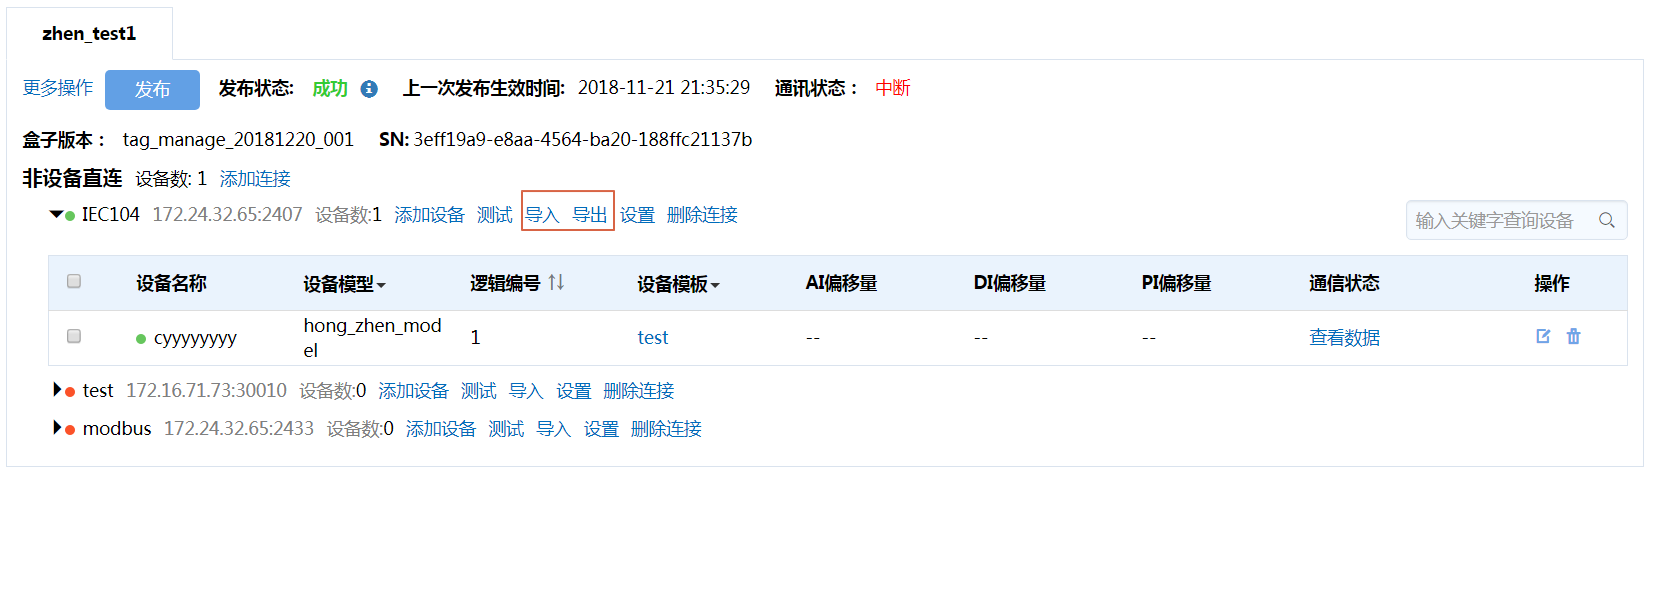 zhen_test1
更多操作 发布 发布状态: 成功 上一次发布生效时间: 2018-11-21 21:35:29 通讯状态： 中断
盒子版本： tag_manage_20181220_001 SN: 3eff19a9-e8aa-4564-ba20-188ffc21137b
非设备直连 设备数: 1 添加连接
IEC104 172.24.32.65:2407 设备数:1 添加设备 测试 导入 导出 设置 删除连接 输入关键字查询设备
设备名称 设备模型 逻辑编号 设备模板 AI偏移量 DI偏移量 PI偏移量 通信状态 操作
cyyyyyyyy hong_zhen_mod 1 test -- -- -- 查看数据
el
test 172.16.71.73:30010 设备数:0 添加设备 测试 导入 设置 删除连接
modbus 172.24.32.65:2433 设备数:0 添加设备 测试 导入 设置 删除连接